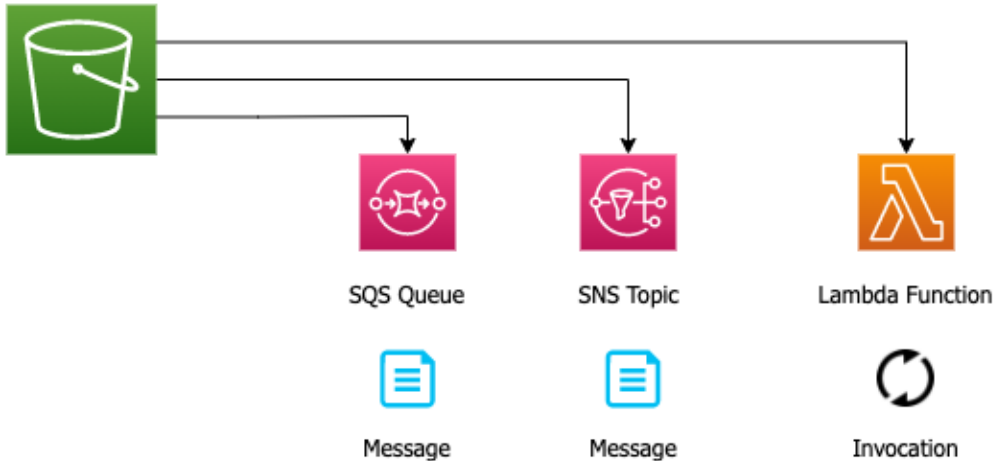 SQS Queue
SNS Topic
Lambda Function
Message
Message
Invocation